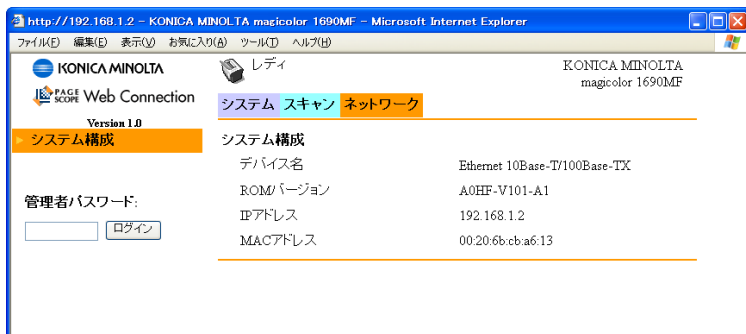 http://192.168.1.2 - KONICA MINOLTA magicolor 1690MF - Microsoft Internet Explorer
ファイル(F) 編集(E) 表示(V) お気に入り(A) ツール(T) ヘルプ(H)
KONICA MINOLTA
PAGE SCOPE Web Connection
Version 1.0
レディ
KONICA MINOLTA
magicolor 1690MF
システム スキャン ネットワーク
システム構成
管理者パスワード:
ログイン
システム構成
デバイス名 Ethernet 10Base-T/100Base-TX
ROMバージョン A0HF-V101-A1
IPアドレス 192.168.1.2
MACアドレス 00:20:6b:cb:a6:13